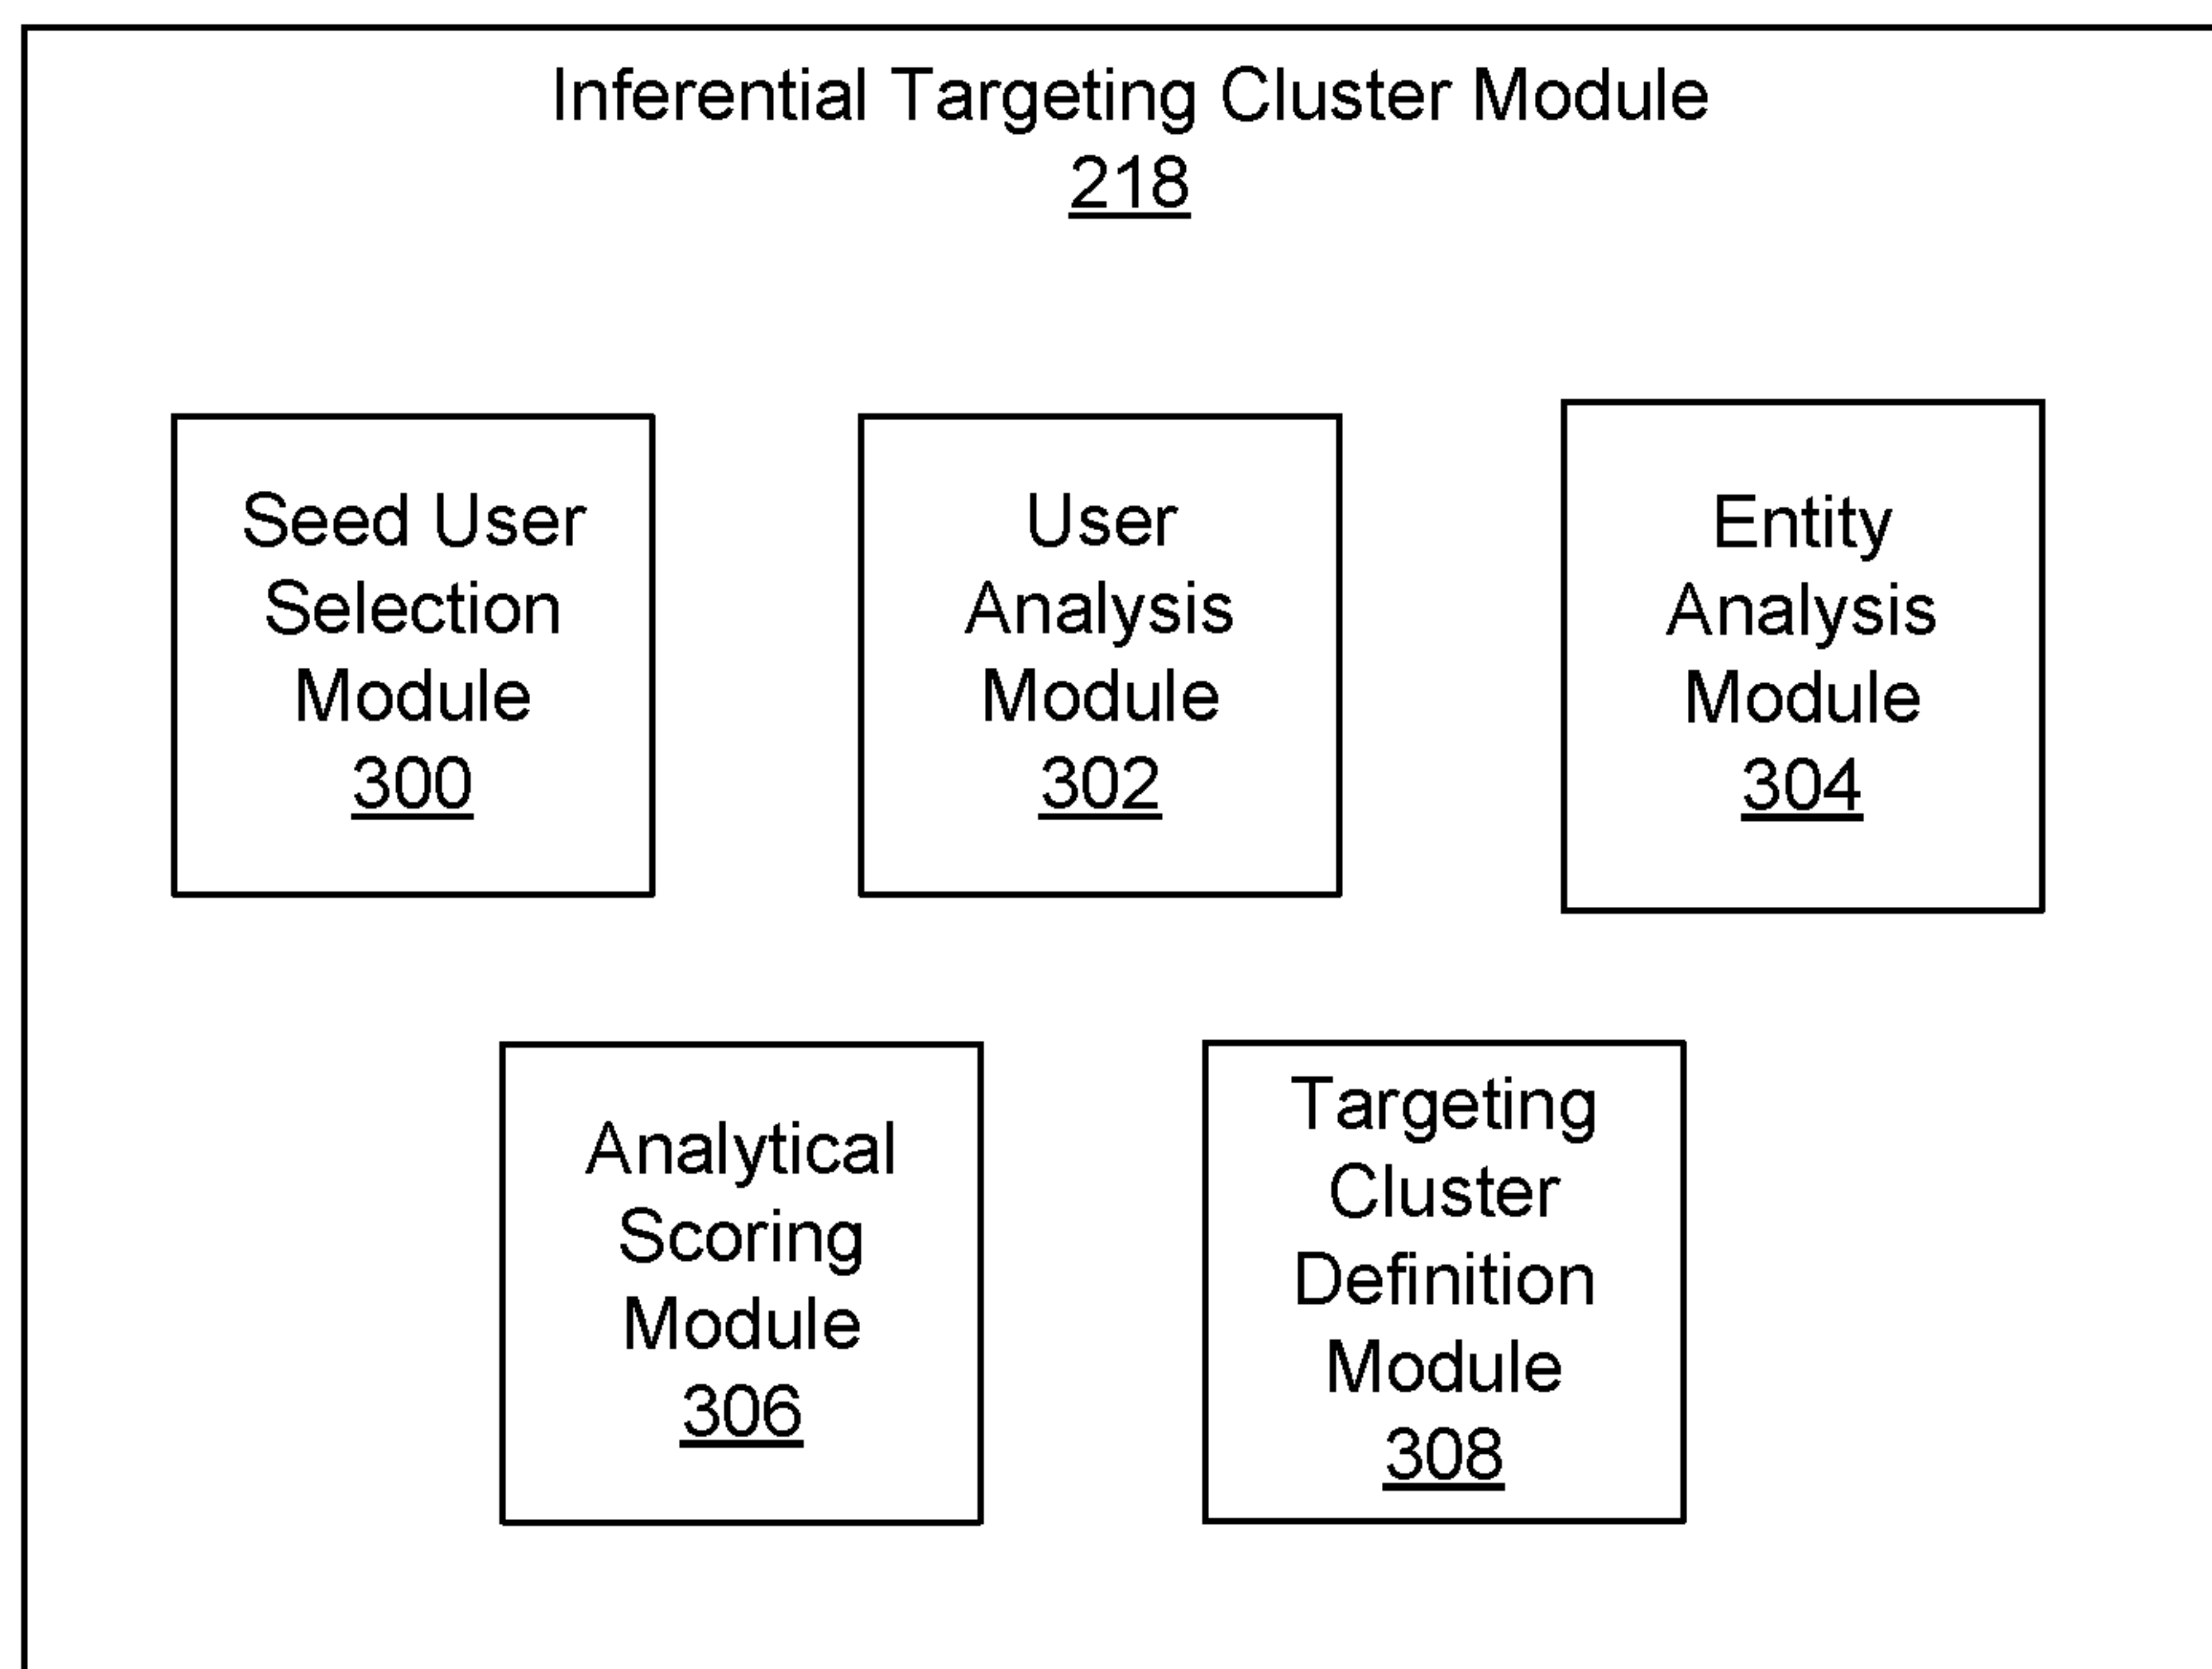 Inferential Targeting Cluster Module
218
Seed User
Selection
Module
300
User
Analysis
Module
302
Entity
Analysis
Module
304
Analytical
Scoring
Module
306
Targeting
Cluster
Definition
Module
308